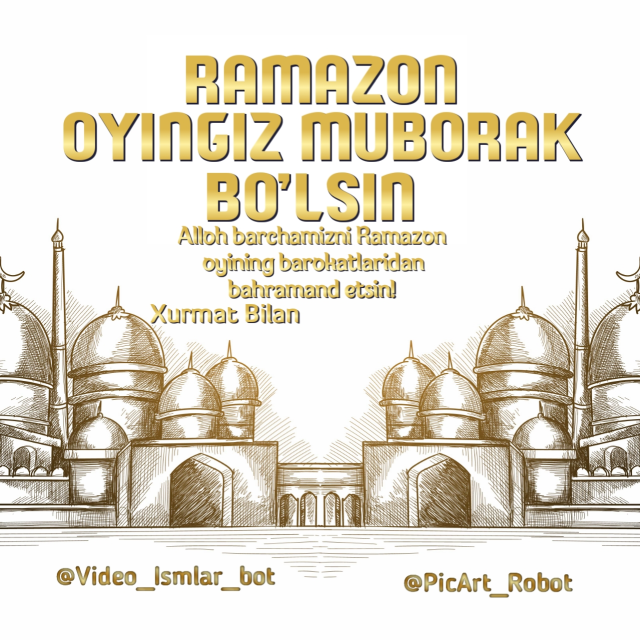 RAMAZON
OYINGIZ MUBORAK
BO'LSIN
Alloh barchamizni Ramazon
oyining barokatlaridan
bahramand etsin!
Xurmat Bilan
@Video_Ismlar_bot
@PicArt_Robot